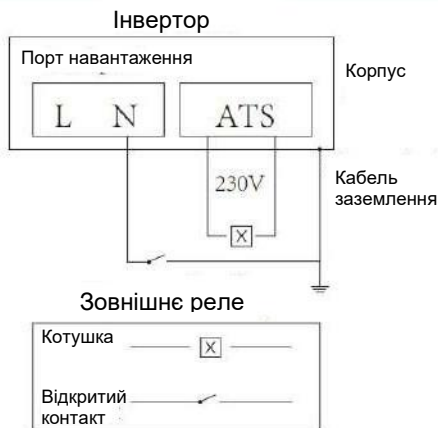 Інвертор
Порт навантаження
Корпус
L N ATS
230V
Кабель
заземлення
X
Зовнішнє реле
Котушка
X
Відкритий
контакт